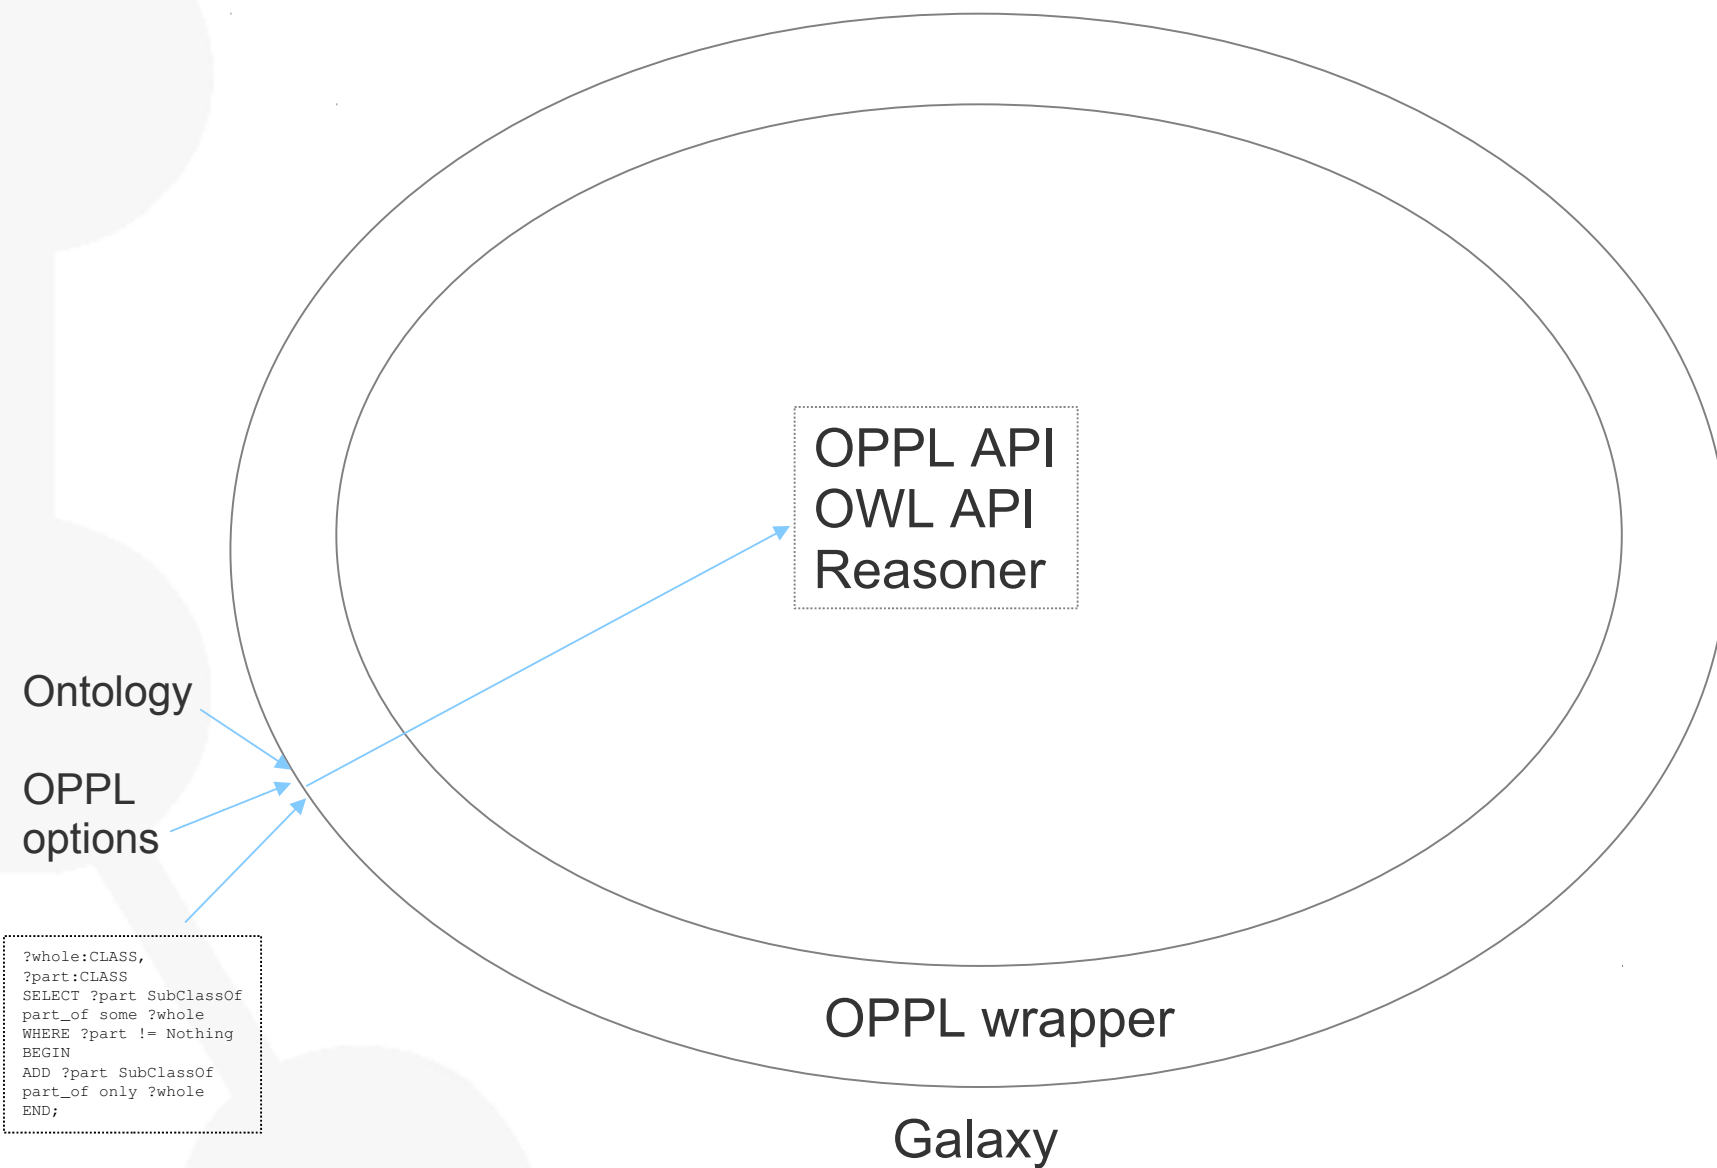 OPPL API
OWL API
Reasoner
Ontology
OPPL
options
?whole:CLASS,
?part:CLASS
SELECT ?part SubClassOf
part_of some ?whole
WHERE ?part != Nothing
BEGIN
ADD ?part SubClassOf
part_of only ?whole
END;
OPPL wrapper
Galaxy